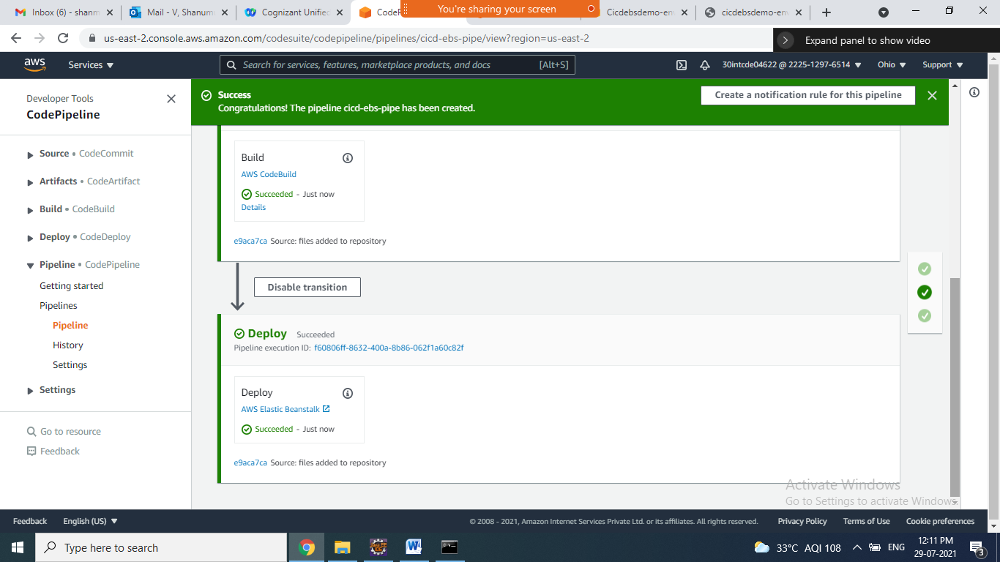 Inbox (6) - shanm
Mail - V, Shanumu
Cognizant Unified
CodeP
You're sharing your screen
Cicdebsdemo-env
cicdebsdemo-env
us-east-2.console.aws.amazon.com/codesuite/codepipeline/pipelines/cicd-ebs-pipe/view?region=us-east-2
Expand panel to show video
aws
Services
Search for services, features, marketplace products, and docs
[Alt+S]
30intcde04622 @ 2225-1297-6514
Ohio
Support
Developer Tools
CodePipeline
Source • CodeCommit
Artifacts • CodeArtifact
Build • CodeBuild
Deploy • CodeDeploy
Pipeline • CodePipeline
Getting started
Pipelines
Pipeline
History
Settings
Settings
Go to resource
Feedback
Success
Congratulations! The pipeline cicd-ebs-pipe has been created.
Create a notification rule for this pipeline
Build
AWS CodeBuild
Succeeded - Just now
Details
e9aca7ca Source: files added to repository
Disable transition
Deploy Succeeded
Pipeline execution ID: f60806ff-8632-400a-8b86-062f1a60c82f
Deploy
AWS Elastic Beanstalk
Succeeded - Just now
e9aca7ca Source: files added to repository
Activate Windows
Go to Settings to activate Windows.
Feedback
English (US)
© 2008 - 2021, Amazon Internet Services Private Ltd. or its affiliates. All rights reserved.
Privacy Policy
Terms of Use
Cookie preferences
Type here to search
33°C AQI 108
ENG
12:11 PM
29-07-2021
3